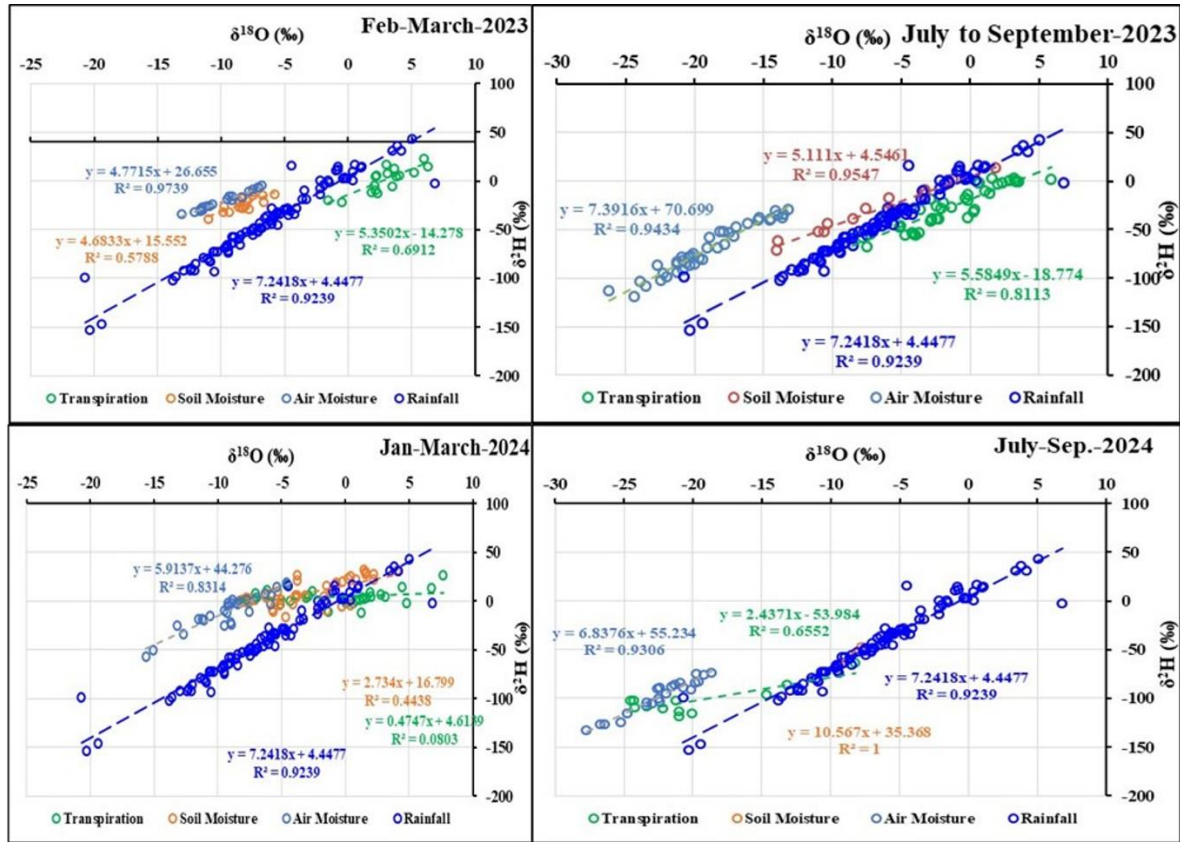 Feb-March-2023
δ¹⁸O (‰)
-25 -20 -15 -10 -5 0 5 10
100
50
0
-50
-100
-150
-200
δ²H (‰)
y = 4.7715x + 26.655
R² = 0.9739
y = 4.6833x + 15.552
R² = 0.5788
y = 5.3502x - 14.278
R² = 0.6912
y = 7.2418x + 4.4477
R² = 0.9239
Transpiration Soil Moisture Air Moisture Rainfall
July to September-2023
δ¹⁸O (‰)
-30 -25 -20 -15 -10 -5 0 5 10
100
50
0
-50
-100
-150
-200
δ²H (‰)
y = 5.111x + 4.5461
R² = 0.9547
y = 7.3916x + 70.699
R² = 0.9434
y = 5.5849x - 18.774
R² = 0.8113
y = 7.2418x + 4.4477
R² = 0.9239
Transpiration Soil Moisture Air Moisture Rainfall
Jan-March-2024
δ¹⁸O (‰)
-25 -20 -15 -10 -5 0 5 10
100
50
0
-50
-100
-150
-200
δ²H (‰)
y = 5.9137x + 44.276
R² = 0.8314
y = 2.734x + 16.799
R² = 0.4438
R² = 0.0803
y = 7.2418x + 4.4477
R² = 0.9239
Transpiration Soil Moisture Air Moisture Rainfall
July-Sep.-2024
δ¹⁸O (‰)
-30 -25 -20 -15 -10 -5 0 5 10
100
50
0
-50
-100
-150
-200
δ²H (‰)
y = 2.4371x - 53.984
R² = 0.6552
y = 6.8376x + 55.234
R² = 0.9306
y = 7.2418x + 4.4477
R² = 0.9239
y = 10.567x + 35.368
R² = 1
Transpiration Soil Moisture Air Moisture Rainfall